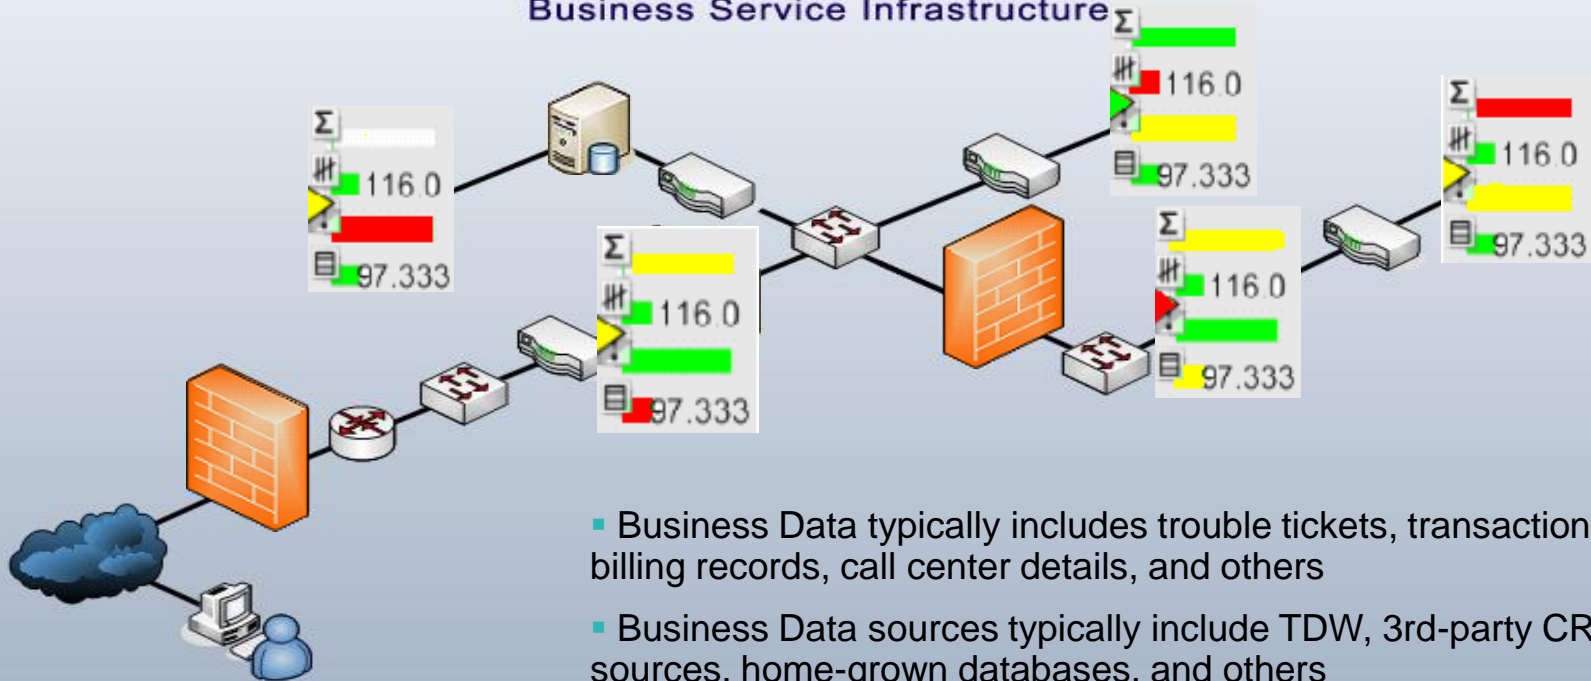 Business Service Infrastructure
Σ
116.0
97.333
Σ
116.0
97.333
Σ
116.0
97.333
Σ
116.0
97.333
Σ
116.0
97.333
▪ Business Data typically includes trouble tickets, transaction
billing records, call center details, and others
▪ Business Data sources typically include TDW, 3rd-party CR
sources, home-grown databases, and others